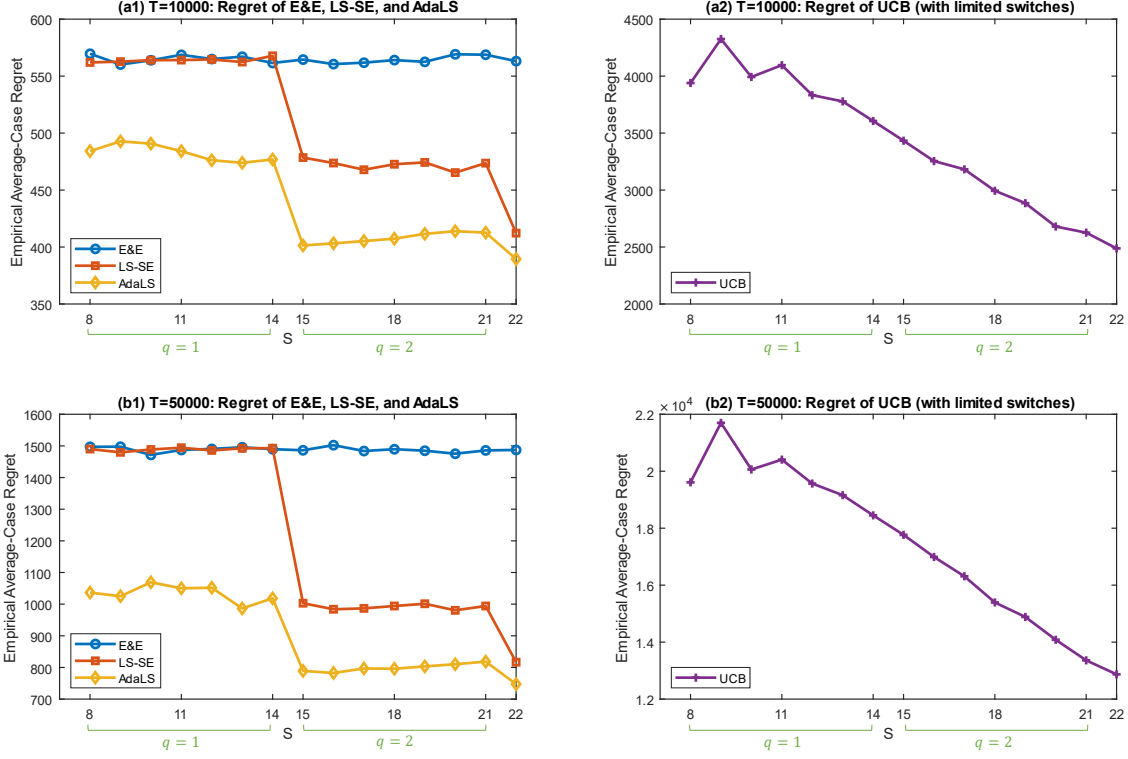 (a1) T=10000: Regret of E&E, LS-SE, and AdaLS
Empirical Average-Case Regret
600
550
500
450
400
350
E&E
LS-SE
AdaLS
8 11 14 15 18 21 22
S
q = 1 q = 2
(a2) T=10000: Regret of UCB (with limited switches)
Empirical Average-Case Regret
4500
4000
3500
3000
2500
2000
UCB
8 11 14 15 18 21 22
S
q = 1 q = 2
(b1) T=50000: Regret of E&E, LS-SE, and AdaLS
Empirical Average-Case Regret
1600
1500
1400
1300
1200
1100
1000
900
800
700
E&E
LS-SE
AdaLS
8 11 14 15 18 21 22
S
q = 1 q = 2
(b2) T=50000: Regret of UCB (with limited switches)
× 10⁴
Empirical Average-Case Regret
2.2
2
1.8
1.6
1.4
1.2
UCB
8 11 14 15 18 21 22
S
q = 1 q = 2